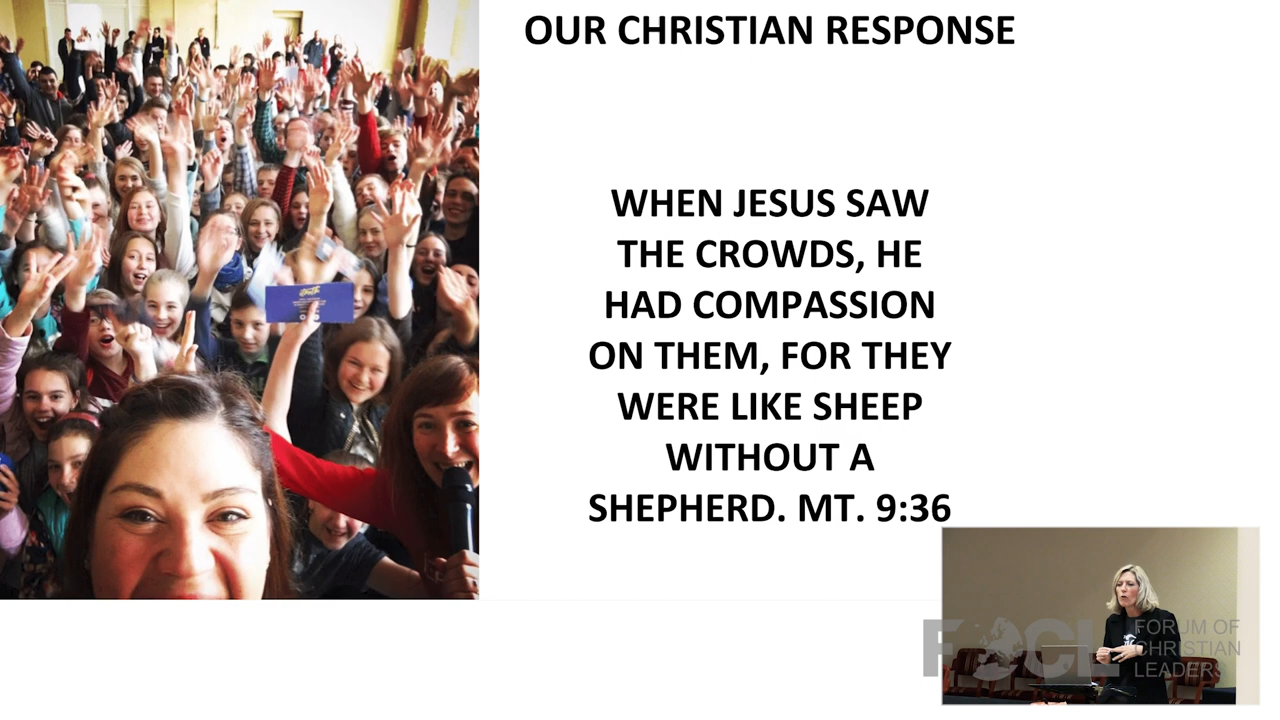 OUR CHRISTIAN RESPONSE
WHEN JESUS SAW
THE CROWDS, HE
HAD COMPASSION
ON THEM, FOR THEY
WERE LIKE SHEEP
WITHOUT A
SHEPHERD. MT. 9:36
FOCL
FORUM OF
CHRISTIAN
LEADERS